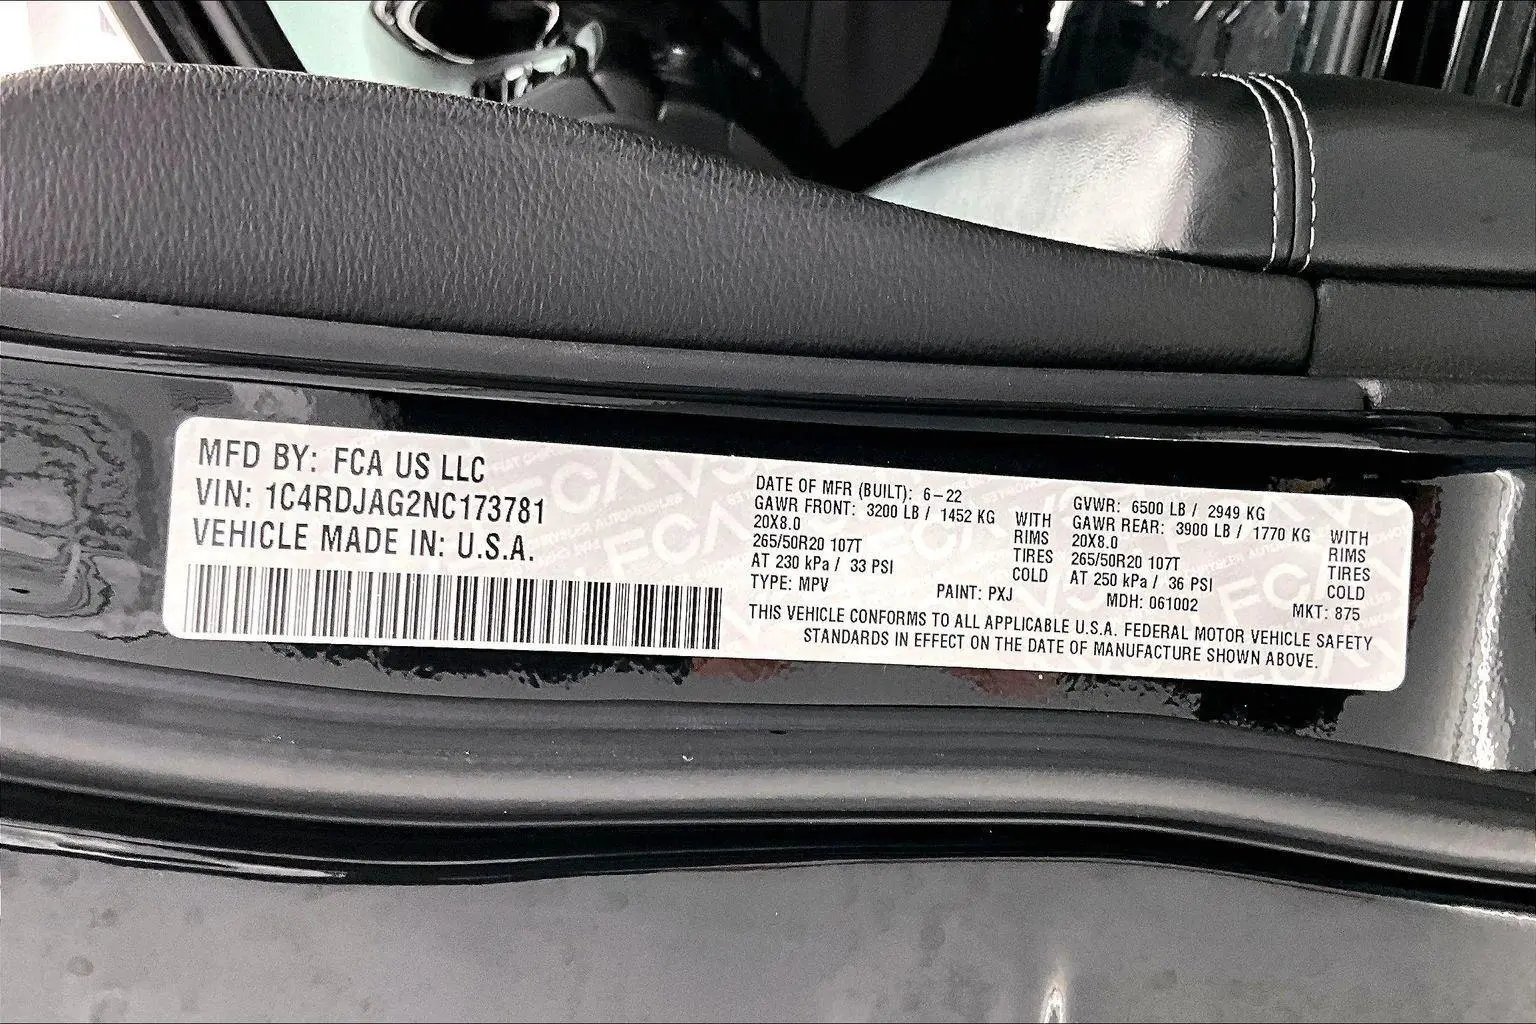 MFD BY: FCA US LLC
VIN: 1C4RDJAG2NC173781
VEHICLE MADE IN: U.S.A.
DATE OF MFR (BUILT): 6-22
GAWR FRONT: 3200 LB / 1452 KG WITH
20X8.0 RIMS
265/50R20 107T TIRES
AT 230 kPa / 33 PSI COLD
TYPE: MPV PAINT: PXJ
GVWR: 6500 LB / 2949 KG
GAWR REAR: 3900 LB / 1770 KG WITH
20X8.0 RIMS
265/50R20 107T TIRES
AT 250 kPa / 36 PSI COLD
MDH: 061002 MKT: 875
THIS VEHICLE CONFORMS TO ALL APPLICABLE U.S.A. FEDERAL MOTOR VEHICLE SAFETY
STANDARDS IN EFFECT ON THE DATE OF MANUFACTURE SHOWN ABOVE.